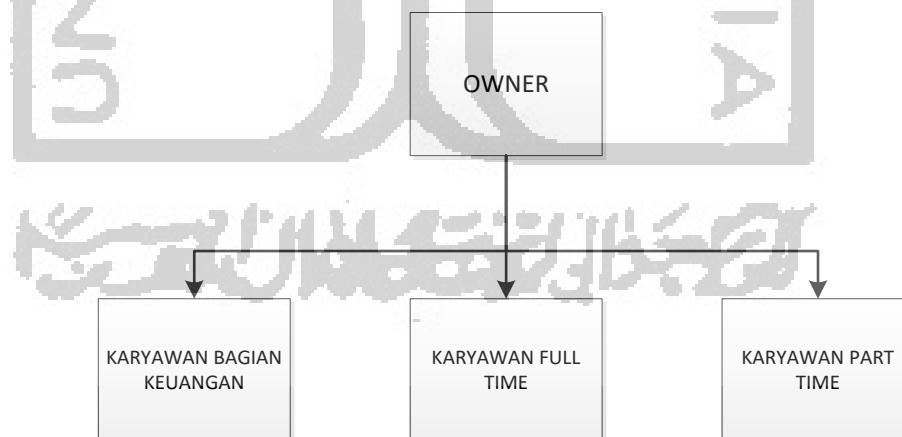 OWNER
KARYAWAN BAGIAN
KEUANGAN
KARYAWAN FULL
TIME
KARYAWAN PART
TIME